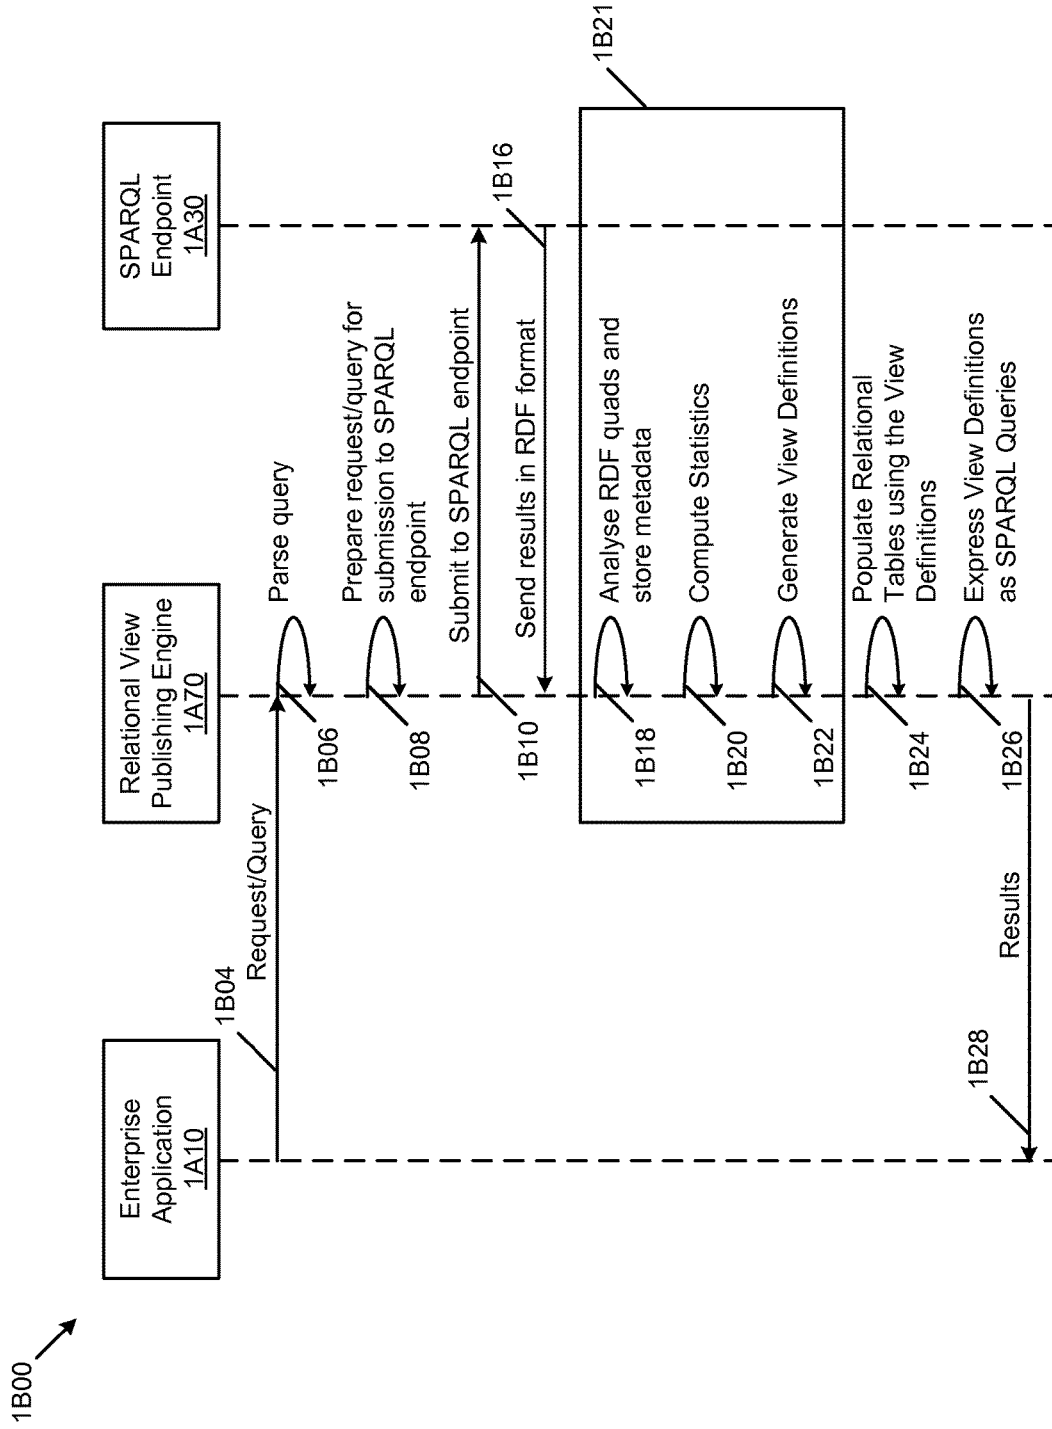 1B00
Enterprise
Application
1A10
Relational View
Publishing Engine
1A70
SPARQL
Endpoint
1A30
1B04
Request/Query
1B06
Parse query
1B08
Prepare request/query for
submission to SPARQL
endpoint
1B10
Submit to SPARQL endpoint
1B16
Send results in RDF format
1B21
1B18
Analyse RDF quads and
store metadata
1B20
Compute Statistics
1B22
Generate View Definitions
1B24
Populate Relational
Tables using the View
Definitions
1B26
Express View Definitions
as SPARQL Queries
1B28
Results